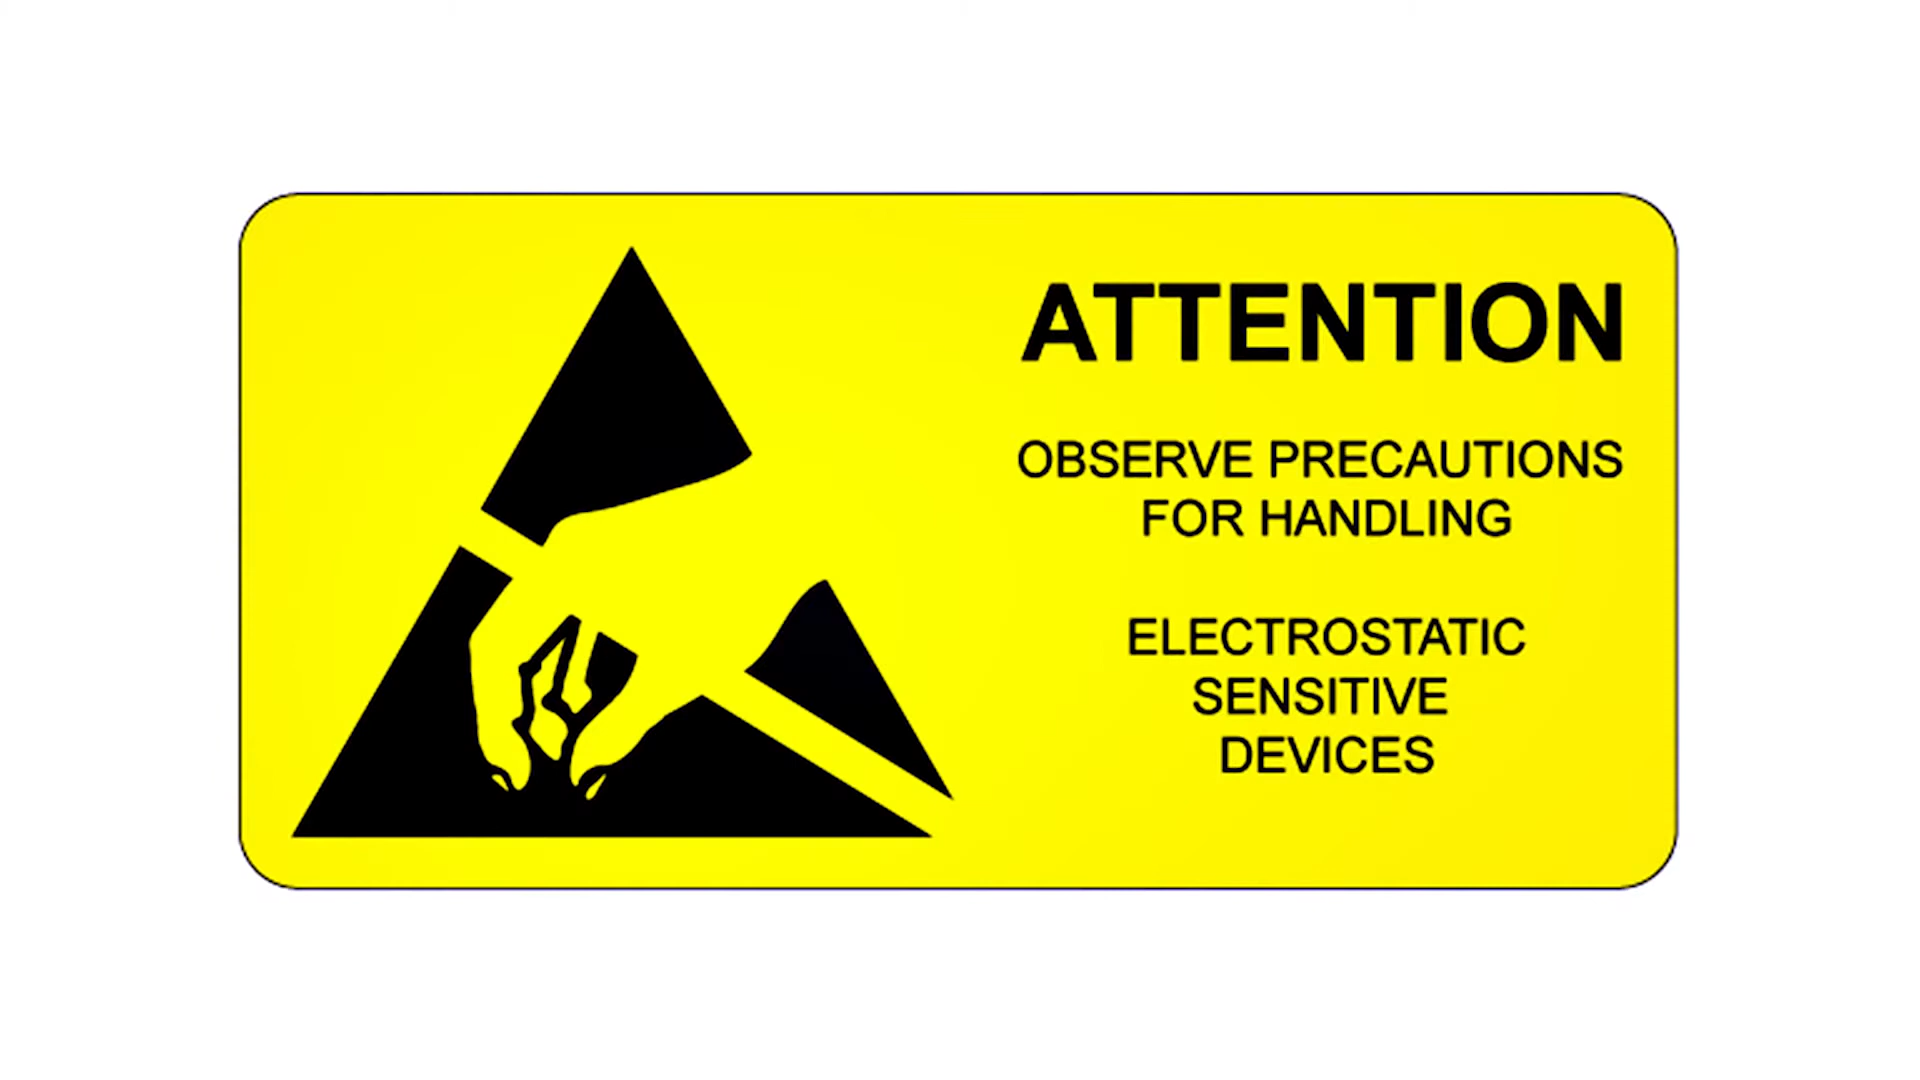 ATTENTION
OBSERVE PRECAUTIONS
FOR HANDLING
ELECTROSTATIC
SENSITIVE
DEVICES